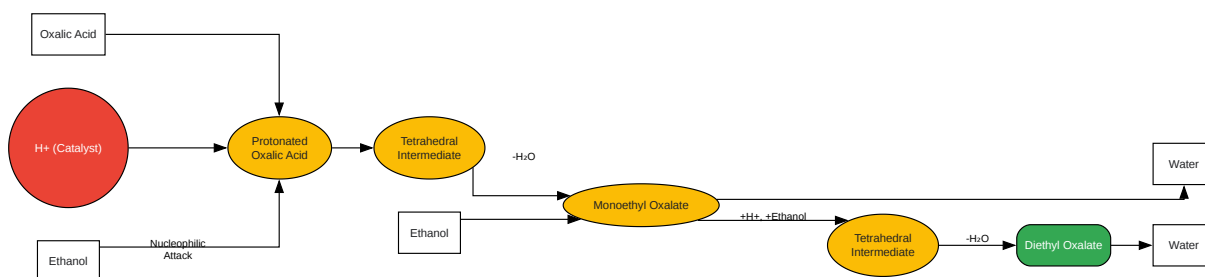 Oxalic Acid
H+ (Catalyst)
Protonated
Oxalic Acid
Tetrahedral
Intermediate
-H₂O
Water
Monoethyl Oxalate
Ethanol
+H+, +Ethanol
Nucleophilic
Attack
Ethanol
Tetrahedral
Intermediate
-H₂O
Diethyl Oxalate
Water